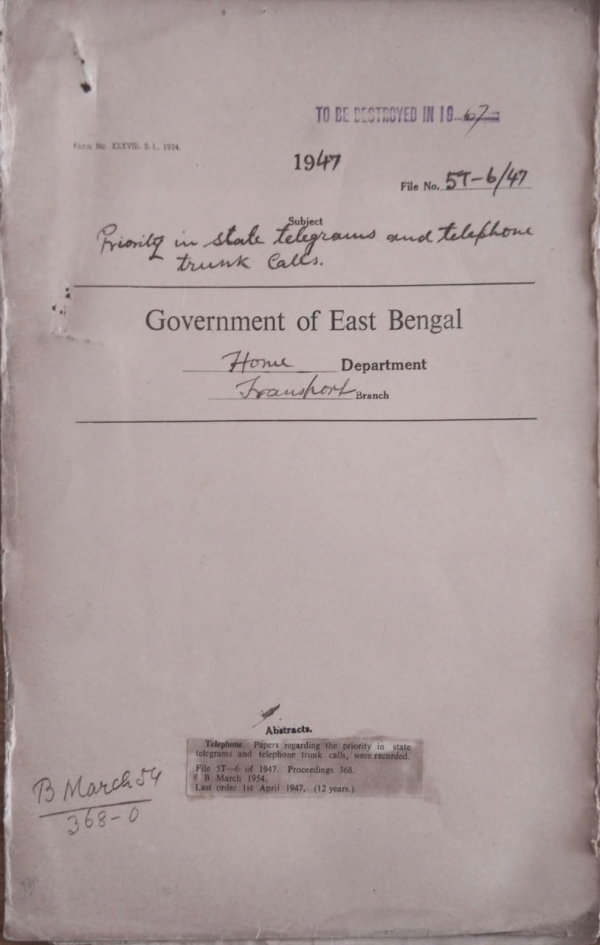 TO BE DESTROYED IN 19 67
Form No. XXXVIII, S. I., 1934.
1947
File No. 5T-6/47
Subject
Priority in state telegrams and telephone
trunk Calls.
Government of East Bengal
Home Department
Transport Branch
Abstracts.
Telephone. Papers regarding the priority in state
telegrams and telephone trunk calls, were recorded.
File 5T—6 of 1947. Proceedings 368.
B March 1954.
Last order 1st April 1947. (12 years.)
B March 54
368-0